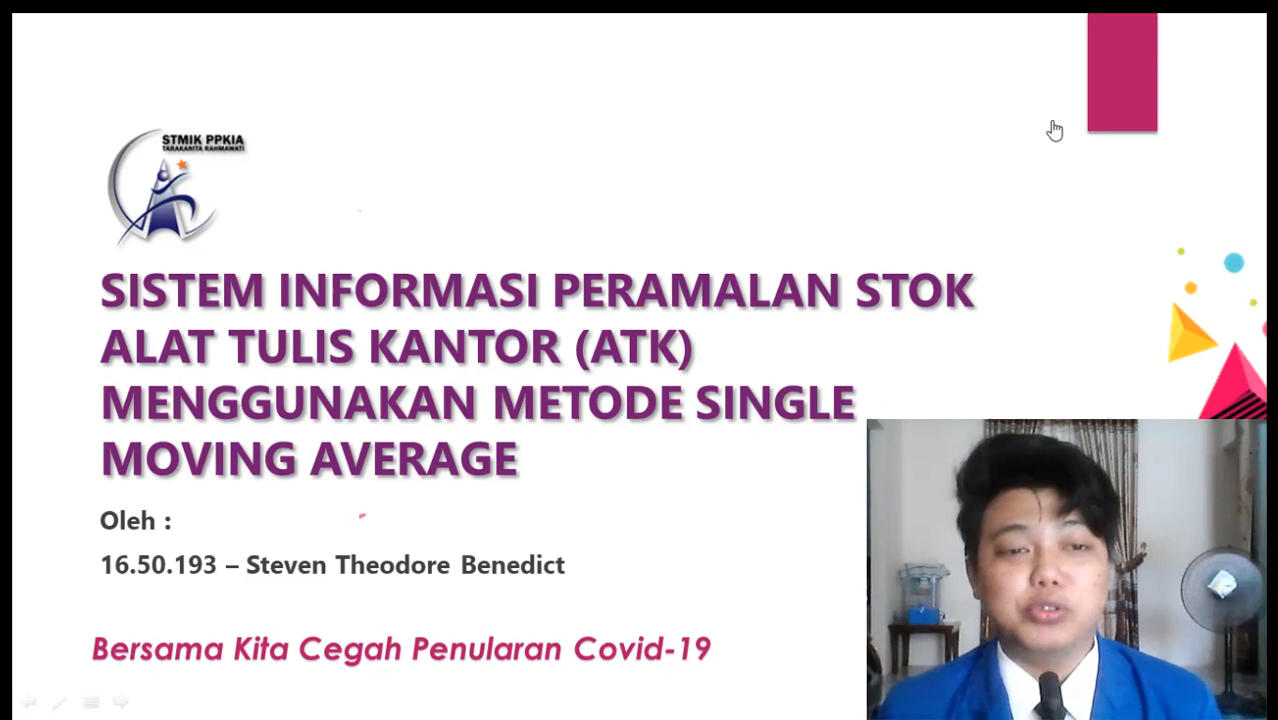 STMIK PPKIA
TARAKANITA RAHMAWATI
SISTEM INFORMASI PERAMALAN STOK
ALAT TULIS KANTOR (ATK)
MENGGUNAKAN METODE SINGLE
MOVING AVERAGE
Oleh :
16.50.193 – Steven Theodore Benedict
Bersama Kita Cegah Penularan Covid-19